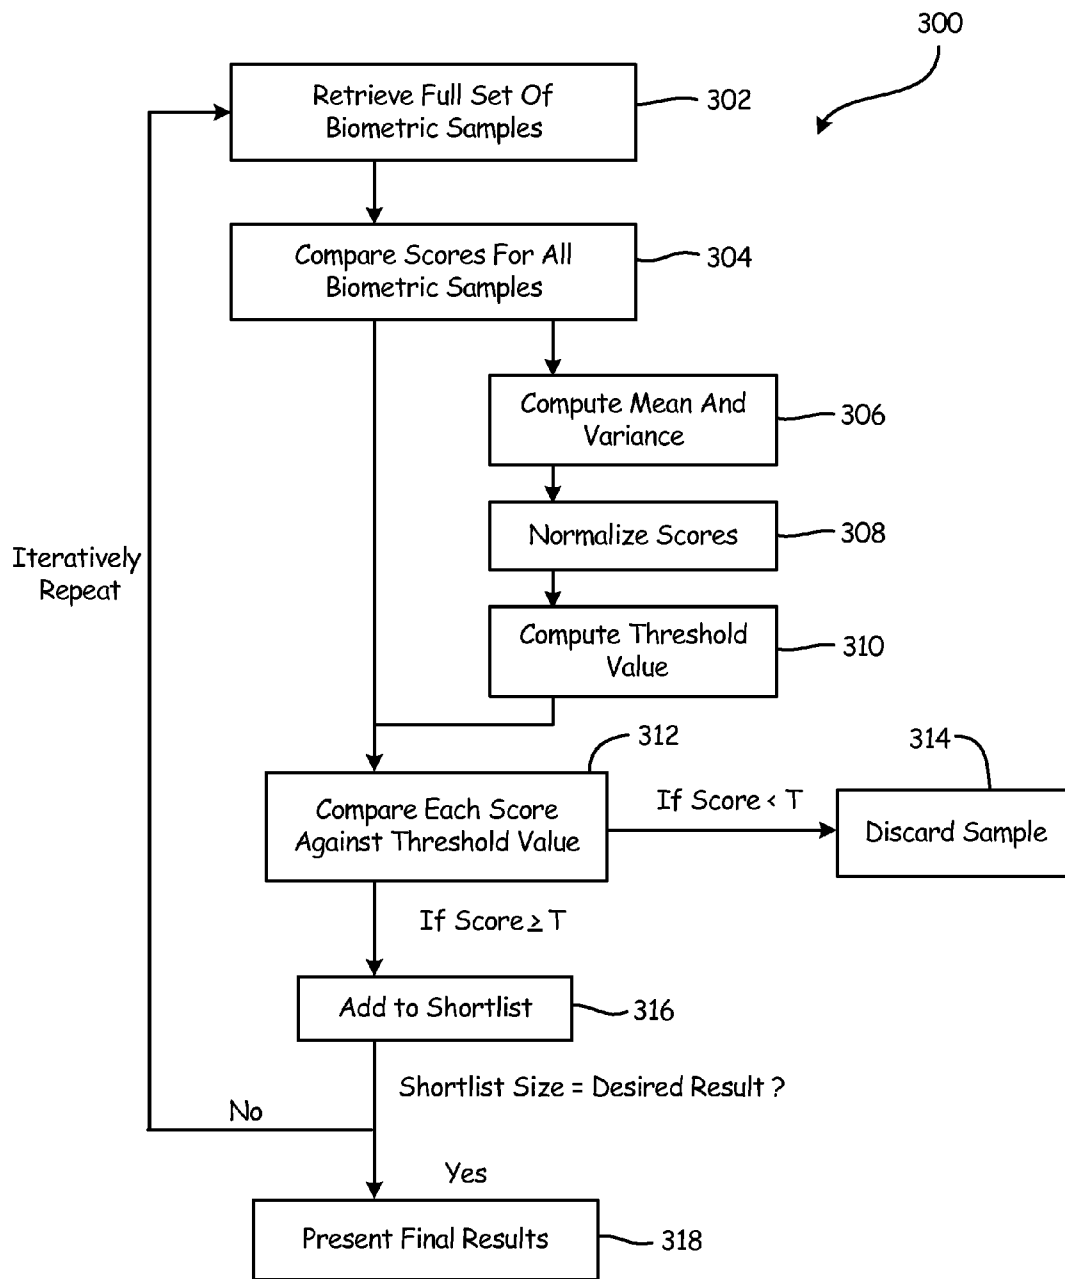 300
Retrieve Full Set Of
Biometric Samples
302
Compare Scores For All
Biometric Samples
304
Compute Mean And
Variance
306
Normalize Scores
308
Iteratively
Repeat
Compute Threshold
Value
310
312
314
Compare Each Score
Against Threshold Value
If Score < T
Discard Sample
If Score ≥ T
Add to Shortlist
316
Shortlist Size = Desired Result ?
No
Yes
Present Final Results
318